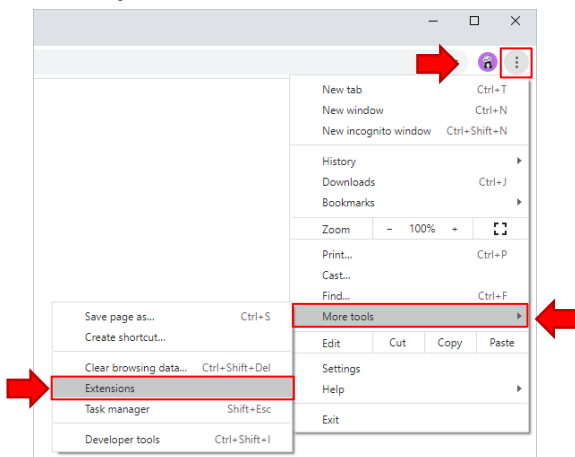 New tab Ctrl+T
New window Ctrl+N
New incognito window Ctrl+Shift+N
History
Downloads Ctrl+J
Bookmarks
Zoom - 100% +
Print... Ctrl+P
Cast...
Find... Ctrl+F
More tools
Edit Cut Copy Paste
Settings
Help
Exit
Save page as... Ctrl+S
Create shortcut...
Clear browsing data... Ctrl+Shift+Del
Extensions
Task manager Shift+Esc
Developer tools Ctrl+Shift+I